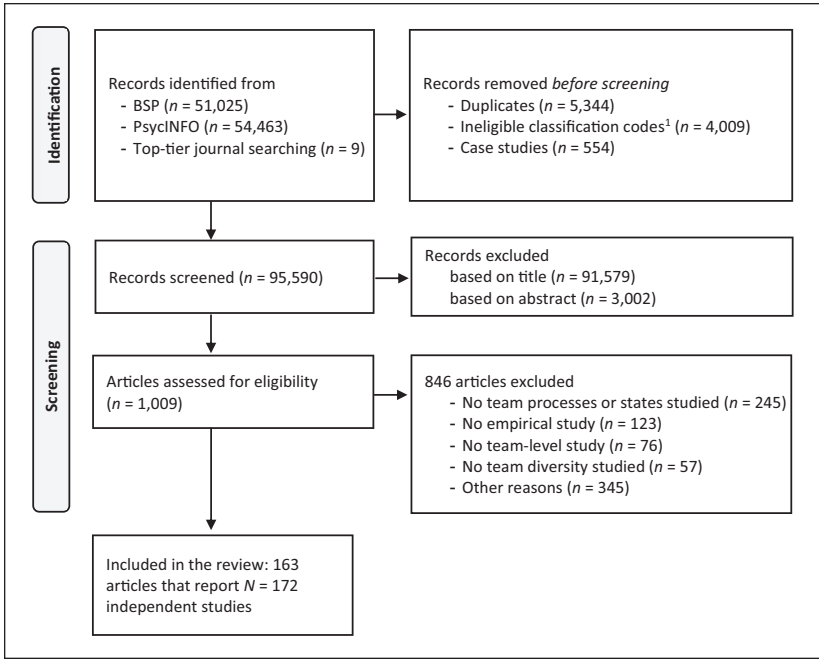 Identification
Records identified from
- BSP (n = 51,025)
- PsycINFO (n = 54,463)
- Top-tier journal searching (n = 9)
Records removed before screening
- Duplicates (n = 5,344)
- Ineligible classification codes¹ (n = 4,009)
- Case studies (n = 554)
Screening
Records screened (n = 95,590)
Records excluded
based on title (n = 91,579)
based on abstract (n = 3,002)
Articles assessed for eligibility
(n = 1,009)
846 articles excluded
- No team processes or states studied (n = 245)
- No empirical study (n = 123)
- No team-level study (n = 76)
- No team diversity studied (n = 57)
- Other reasons (n = 345)
Included in the review: 163
articles that report N = 172
independent studies